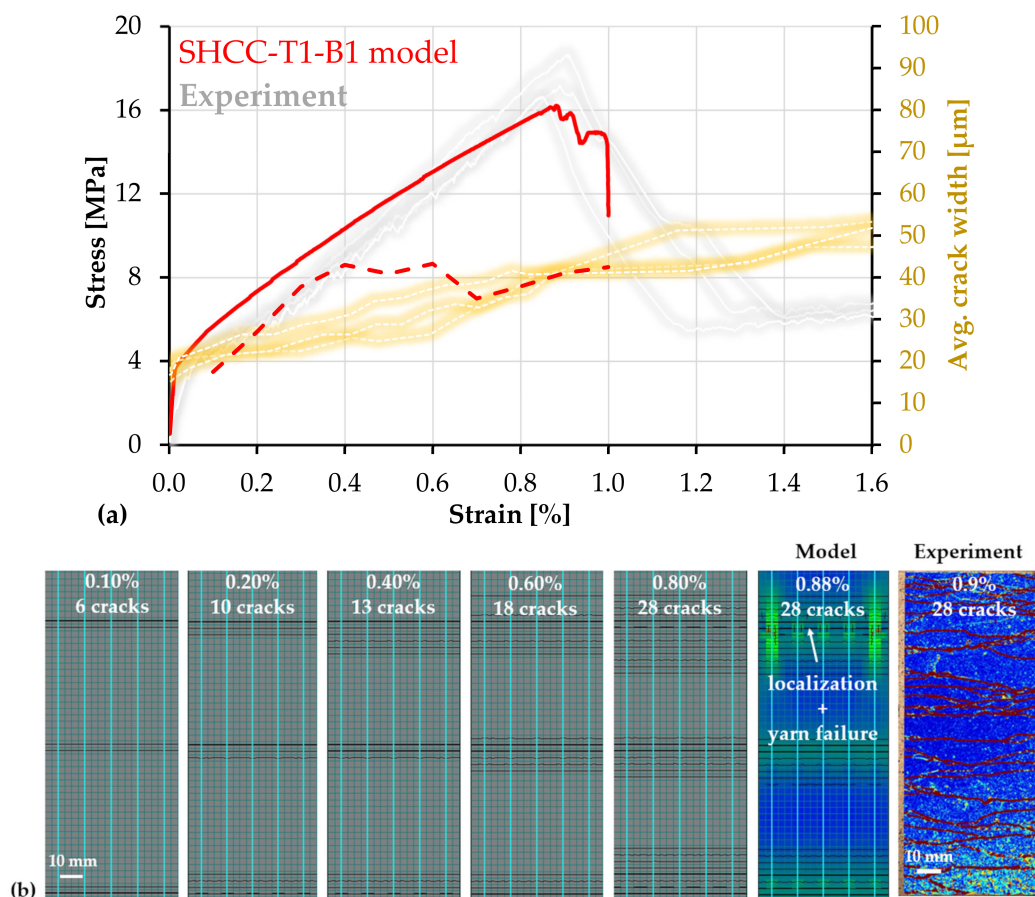 SHCC-T1-B1 model
Experiment
Stress [MPa]
20
16
12
8
4
0
Avg. crack width [µm]
100
90
80
70
60
50
40
30
20
10
0
0.0 0.2 0.4 0.6 0.8 1.0 1.2 1.4 1.6
Strain [%]
(a)
Model Experiment
0.10% 0.20% 0.40% 0.60% 0.80% 0.88% 0.9%
6 cracks 10 cracks 13 cracks 18 cracks 28 cracks 28 cracks 28 cracks
localization
+
yarn failure
10 mm 10 mm
(b)